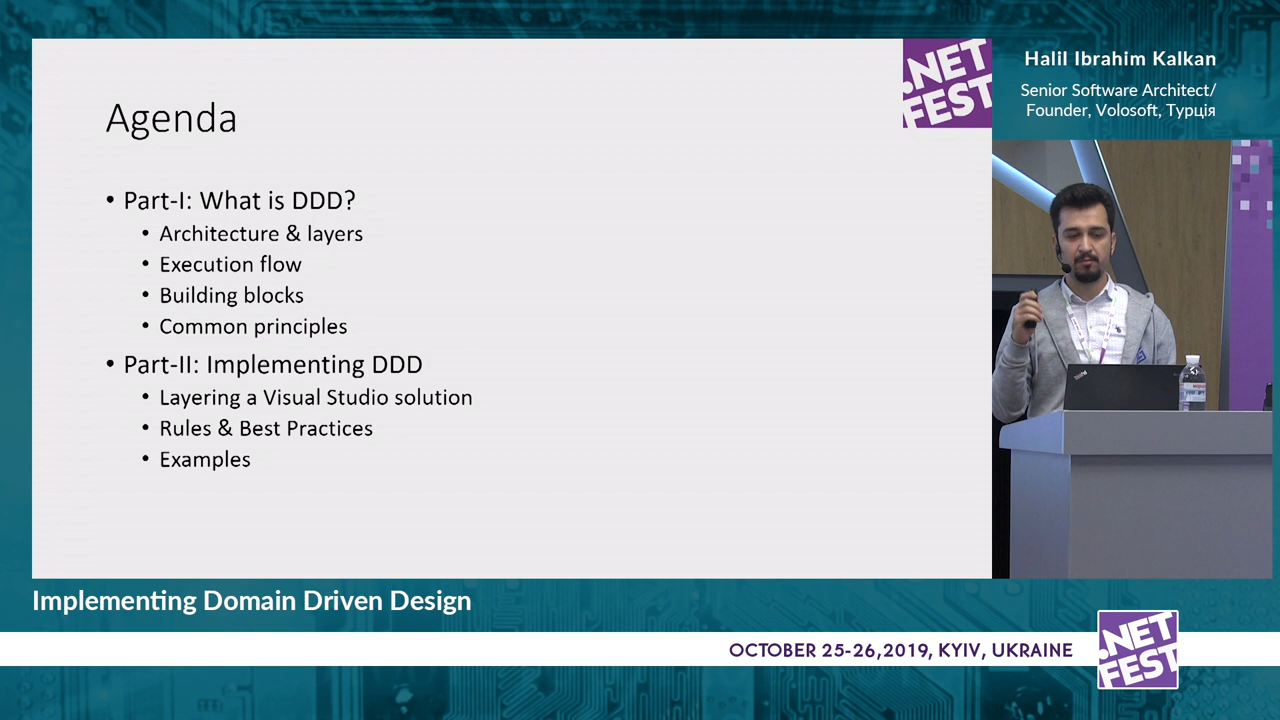 Agenda
• Part-I: What is DDD?
• Architecture & layers
• Execution flow
• Building blocks
• Common principles
• Part-II: Implementing DDD
• Layering a Visual Studio solution
• Rules & Best Practices
• Examples
.NET
FEST
Halil Ibrahim Kalkan
Senior Software Architect/
Founder, Volosoft, Турція
Implementing Domain Driven Design
OCTOBER 25-26,2019, KYIV, UKRAINE
.NET
FEST